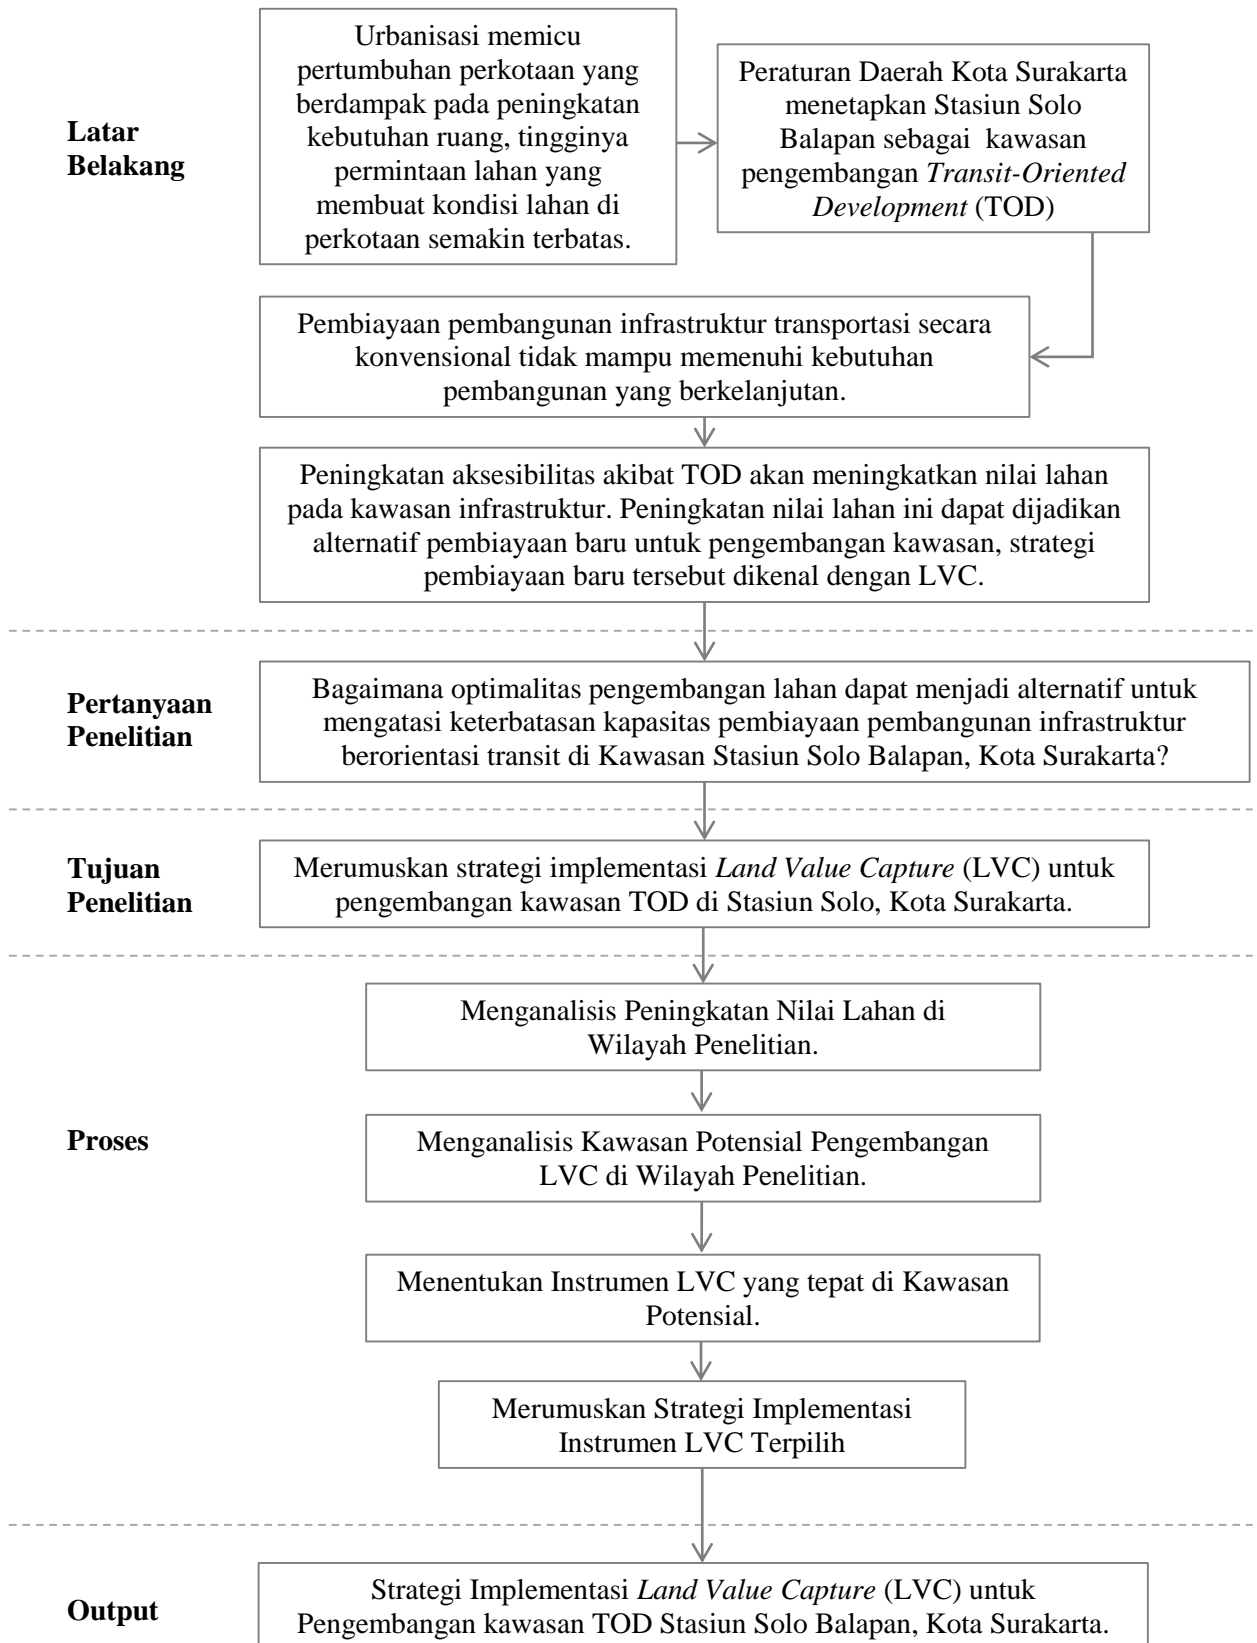 Latar
Belakang
Urbanisasi memicu
pertumbuhan perkotaan yang
berdampak pada peningkatan
kebutuhan ruang, tingginya
permintaan lahan yang
membuat kondisi lahan di
perkotaan semakin terbatas.
Peraturan Daerah Kota Surakarta
menetapkan Stasiun Solo
Balapan sebagai kawasan
pengembangan Transit-Oriented
Development (TOD)
Pembiayaan pembangunan infrastruktur transportasi secara
konvensional tidak mampu memenuhi kebutuhan
pembangunan yang berkelanjutan.
Peningkatan aksesibilitas akibat TOD akan meningkatkan nilai lahan
pada kawasan infrastruktur. Peningkatan nilai lahan ini dapat dijadikan
alternatif pembiayaan baru untuk pengembangan kawasan, strategi
pembiayaan baru tersebut dikenal dengan LVC.
Pertanyaan
Penelitian
Bagaimana optimalitas pengembangan lahan dapat menjadi alternatif untuk
mengatasi keterbatasan kapasitas pembiayaan pembangunan infrastruktur
berorientasi transit di Kawasan Stasiun Solo Balapan, Kota Surakarta?
Tujuan
Penelitian
Merumuskan strategi implementasi Land Value Capture (LVC) untuk
pengembangan kawasan TOD di Stasiun Solo, Kota Surakarta.
Proses
Menganalisis Peningkatan Nilai Lahan di
Wilayah Penelitian.
Menganalisis Kawasan Potensial Pengembangan
LVC di Wilayah Penelitian.
Menentukan Instrumen LVC yang tepat di Kawasan
Potensial.
Merumuskan Strategi Implementasi
Instrumen LVC Terpilih
Output
Strategi Implementasi Land Value Capture (LVC) untuk
Pengembangan kawasan TOD Stasiun Solo Balapan, Kota Surakarta.